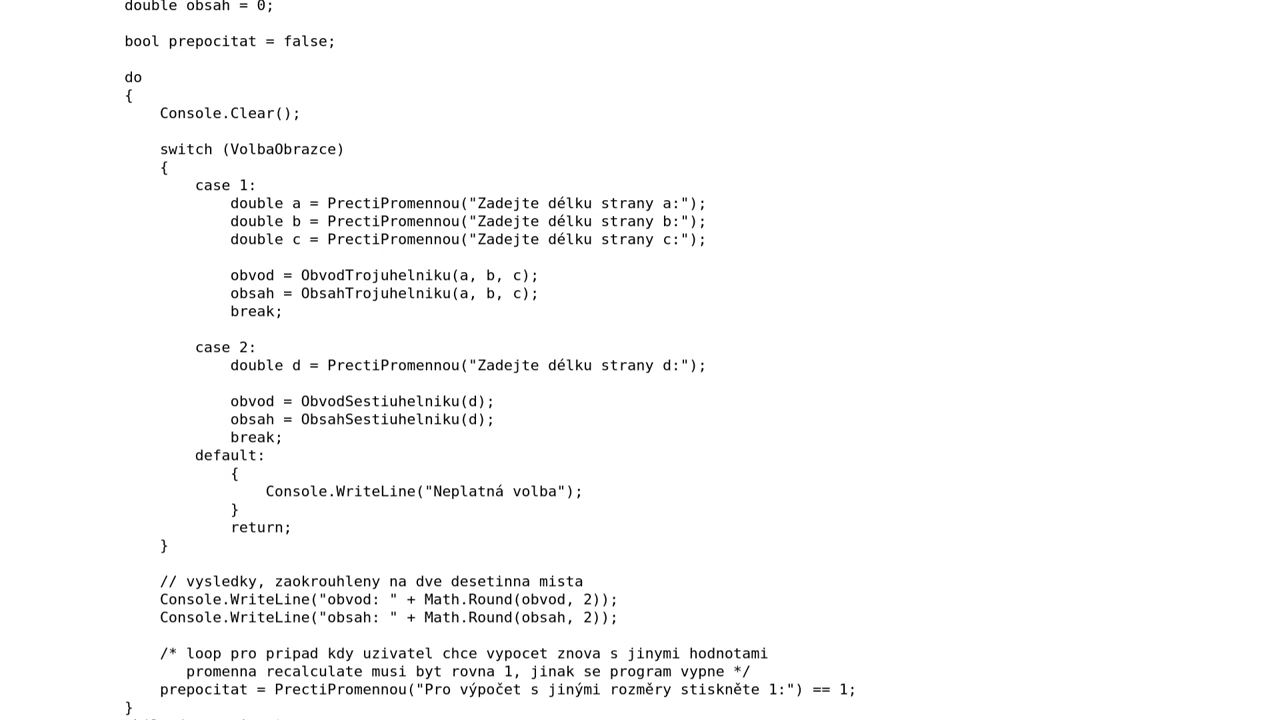 double obsah = 0;
bool prepocitat = false;
do
{
Console.Clear();
switch (VolbaObrazce)
{
case 1:
double a = PrectiPromennou("Zadejte délku strany a:");
double b = PrectiPromennou("Zadejte délku strany b:");
double c = PrectiPromennou("Zadejte délku strany c:");
obvod = ObvodTrojuhelniku(a, b, c);
obsah = ObsahTrojuhelniku(a, b, c);
break;
case 2:
double d = PrectiPromennou("Zadejte délku strany d:");
obvod = ObvodSestiuhelniku(d);
obsah = ObsahSestiuhelniku(d);
break;
default:
{
Console.WriteLine("Neplatná volba");
}
return;
}
// vysledky, zaokrouhleny na dve desetinna mista
Console.WriteLine("obvod: " + Math.Round(obvod, 2));
Console.WriteLine("obsah: " + Math.Round(obsah, 2));
/* loop pro pripad kdy uzivatel chce vypocet znova s jinymi hodnotami
promenna recalculate musi byt rovna 1, jinak se program vypne */
prepocitat = PrectiPromennou("Pro výpočet s jinými rozměry stiskněte 1:") == 1;
}